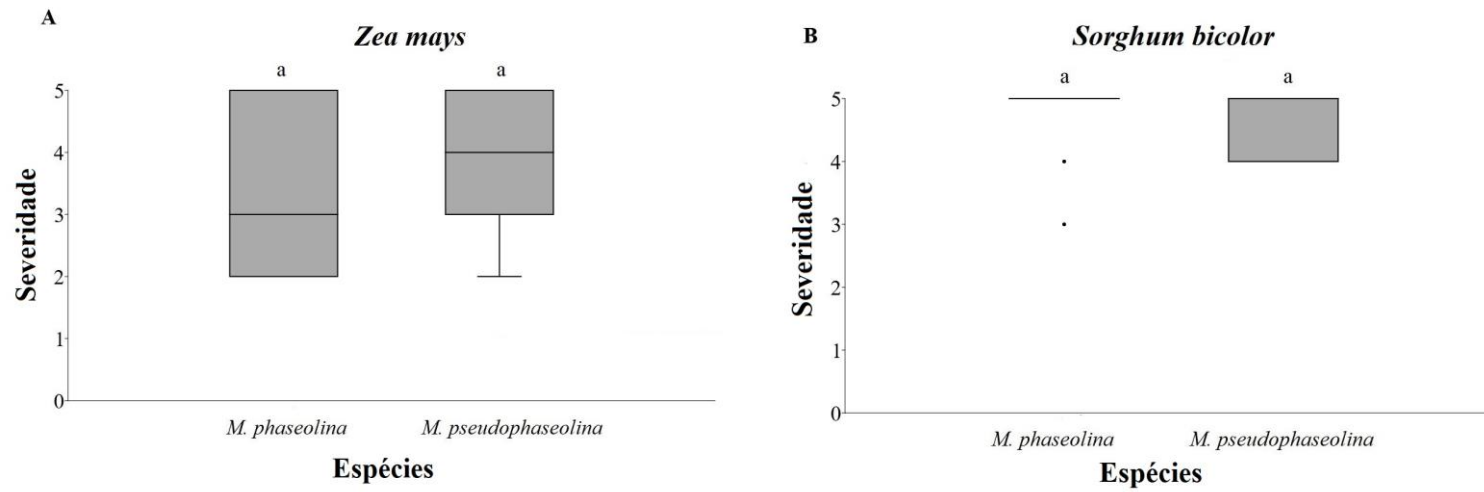 A
Zea mays
a a
5
4
3
2
1
0
Severidade
M. phaseolina M. pseudophaseolina
Espécies
B
Sorghum bicolor
a a
5
4
3
2
1
0
Severidade
M. phaseolina M. pseudophaseolina
Espécies